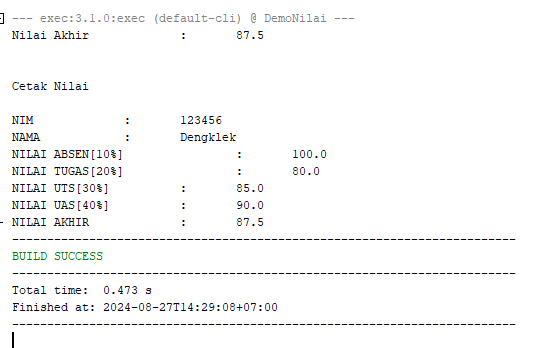 --- exec:3.1.0:exec (default-cli) @ DemoNilai ---
Nilai Akhir : 87.5
Cetak Nilai
NIM : 123456
NAMA : Dengklek
NILAI ABSEN[10%] : 100.0
NILAI TUGAS[20%] : 80.0
NILAI UTS[30%] : 85.0
NILAI UAS[40%] : 90.0
NILAI AKHIR : 87.5
------------------------------------------------------------------------
BUILD SUCCESS
------------------------------------------------------------------------
Total time: 0.473 s
Finished at: 2024-08-27T14:29:08+07:00
------------------------------------------------------------------------